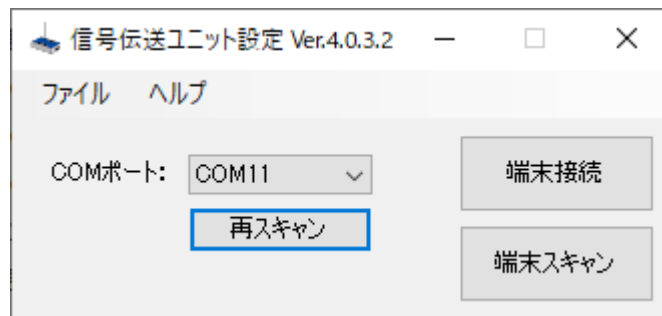 信号伝送ユニット設定 Ver.4.0.3.2
ファイル ヘルプ
COMポート: COM11
端末接続
再スキャン
端末スキャン